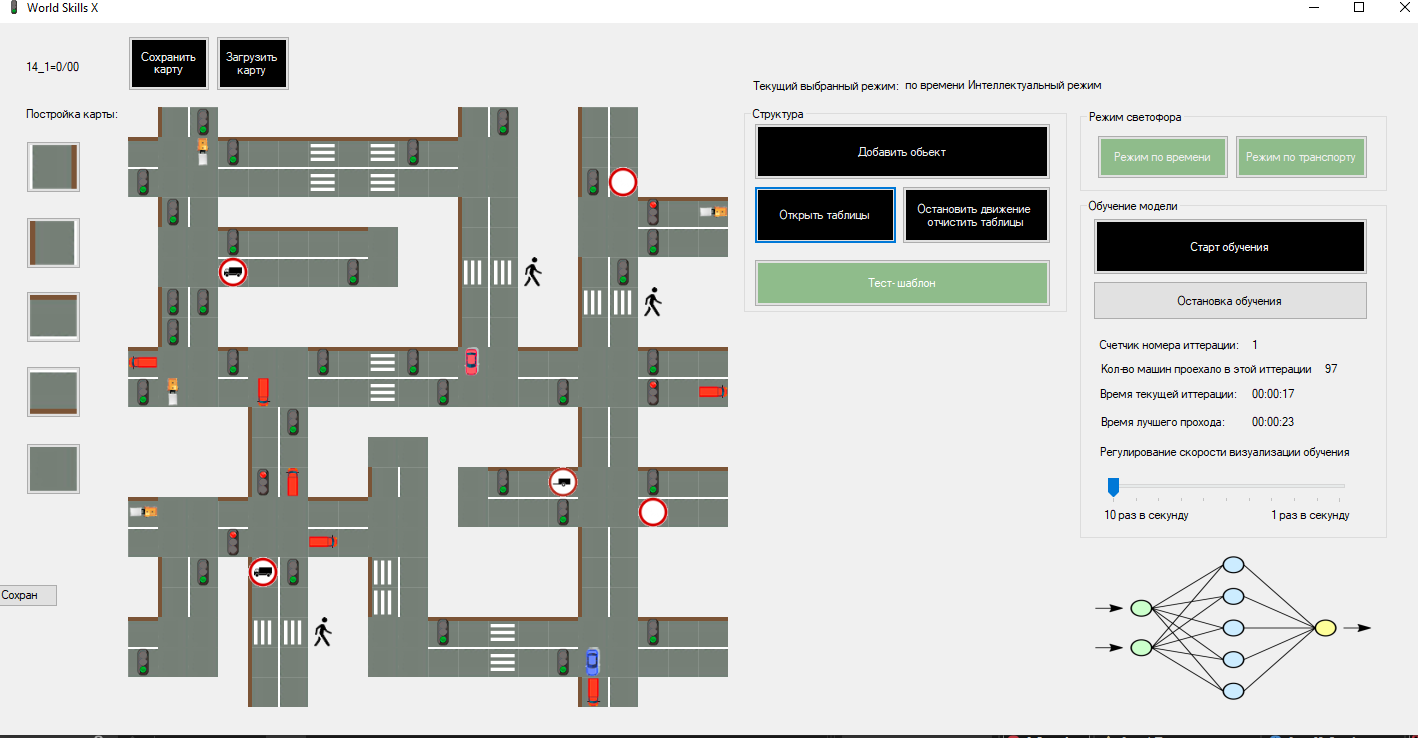 World Skills X
14_1=0/00
Сохранить
карту
Загрузить
карту
Постройка карты:
Сохран
Текущий выбранный режим: по времени Интеллектуальный режим
Структура
Добавить обьект
Открыть таблицы
Остановить движение
отчистить таблицы
Тест-шаблон
Режим светофора
Режим по времени
Режим по транспорту
Обучение модели
Старт обучения
Остановка обучения
Счетчик номера иттерации: 1
Кол-во машин проехало в этой иттерации 97
Время текущей иттерации: 00:00:17
Время лучшего прохода: 00:00:23
Регулирование скорости визуализации обучения
10 раз в секунду
1 раз в секунду